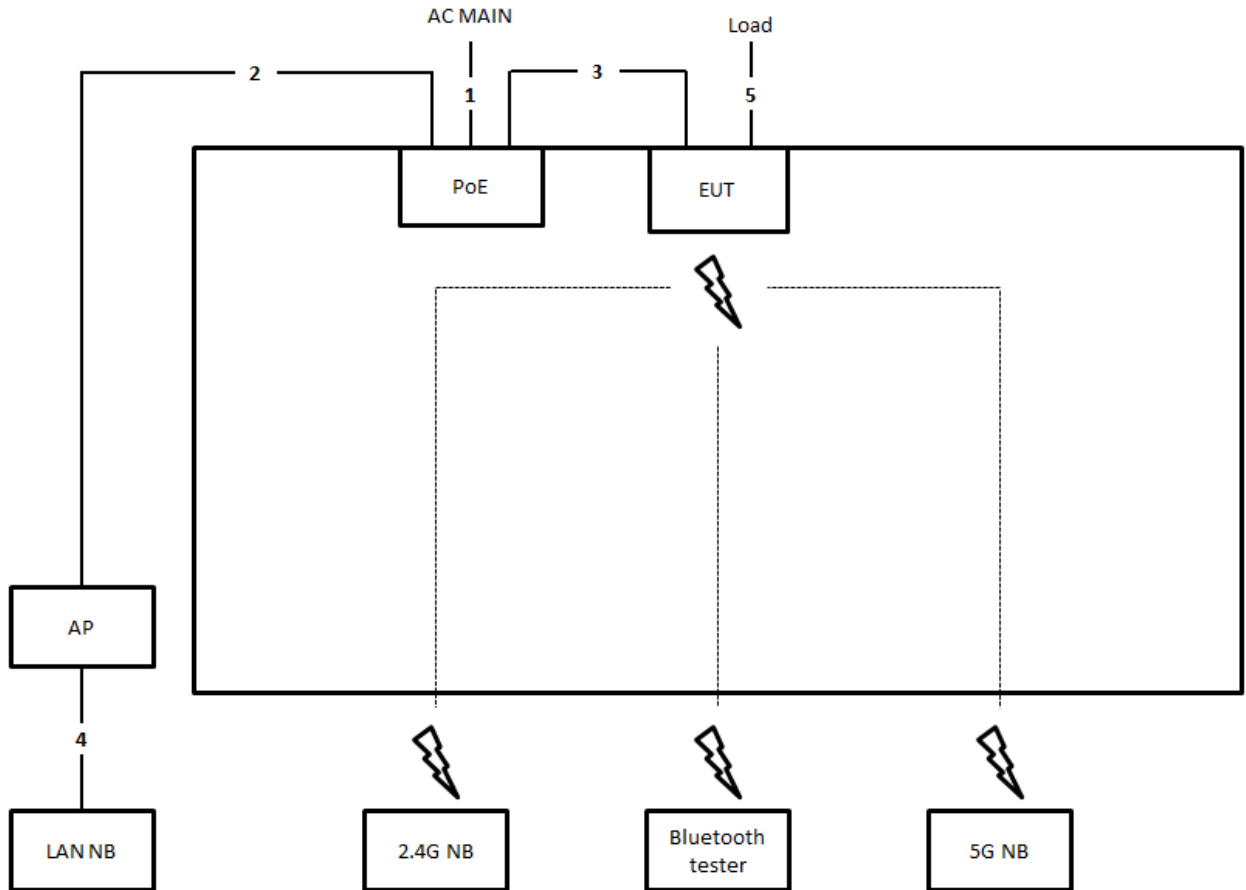 AC MAIN
Load
2
3
1
5
PoE
EUT
AP
4
LAN NB
2.4G NB
Bluetooth
tester
5G NB